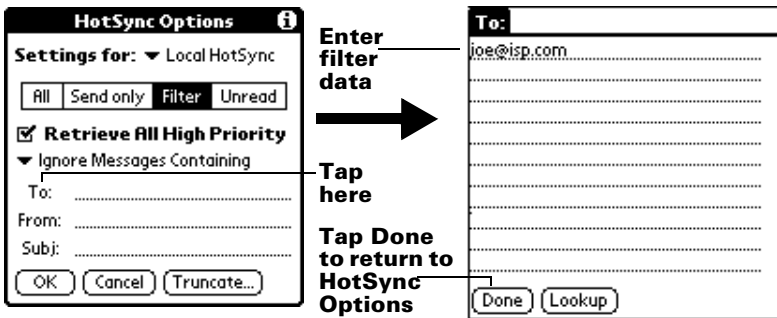 HotSync Options
Settings for: Local HotSync
All Send only Filter Unread
Retrieve All High Priority
Ignore Messages Containing
To:
From:
Subj:
OK Cancel Truncate...
Enter
filter
data
Tap
here
Tap Done
to return to
HotSync
Options
To:
joe@isp.com
Done Lookup